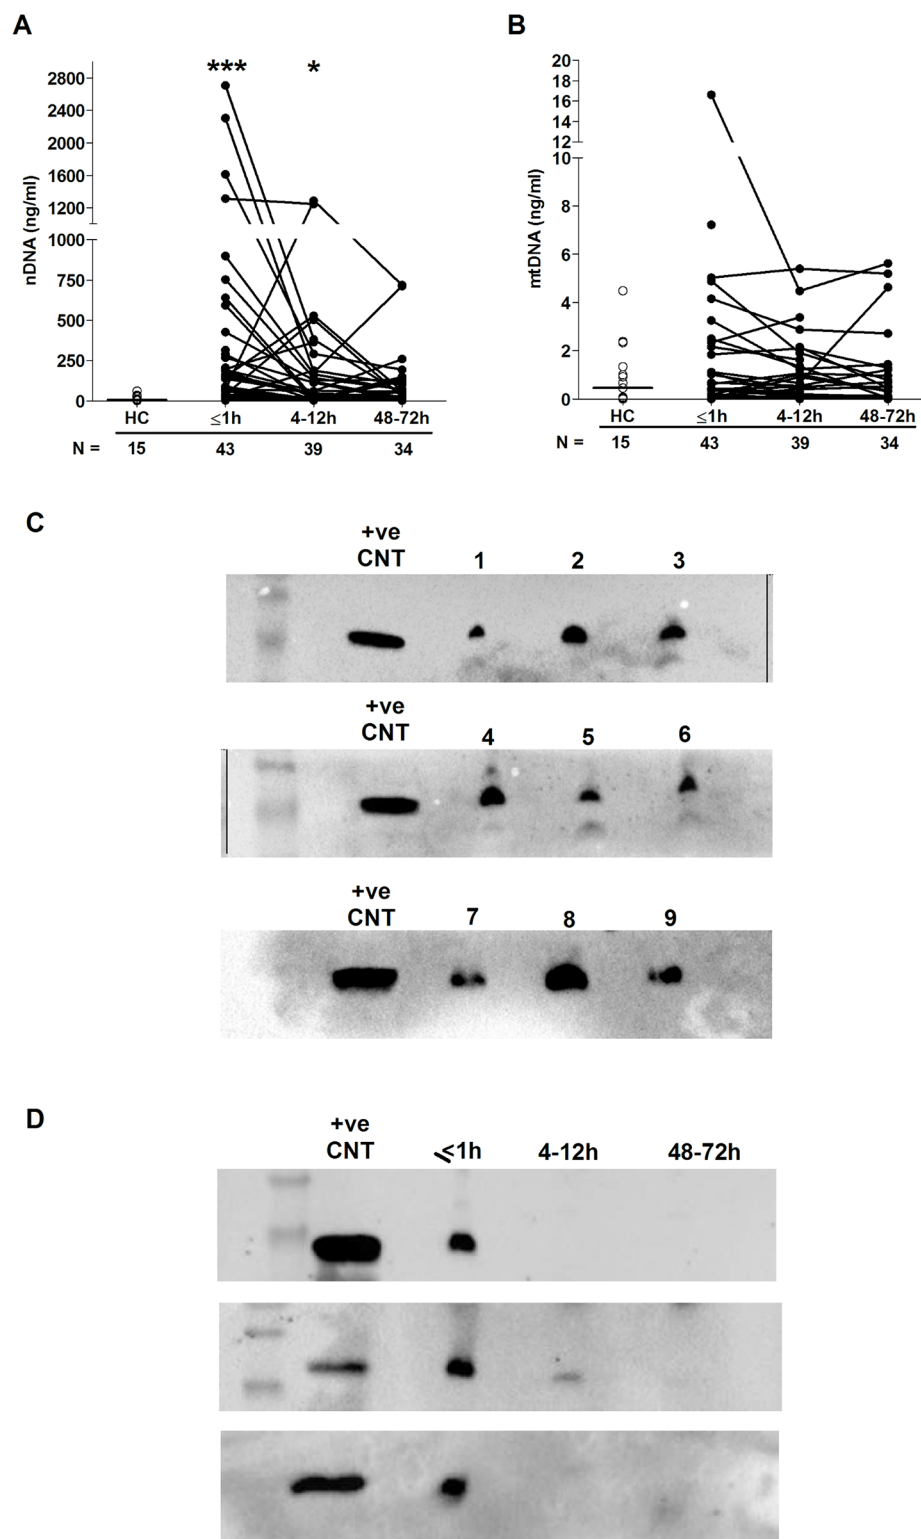 A
*** *
nDNA (ng/ml)
2800
2400
2000
1600
1200
1000
750
500
250
0
HC ≤1h 4-12h 48-72h
N = 15 43 39 34
B
mtDNA (ng/ml)
20
18
16
14
12
10
8
6
4
2
0
HC ≤1h 4-12h 48-72h
N = 15 43 39 34
C
+ve
CNT 1 2 3
+ve
CNT 4 5 6
+ve
CNT 7 8 9
D
+ve
CNT ≤1h 4-12h 48-72h